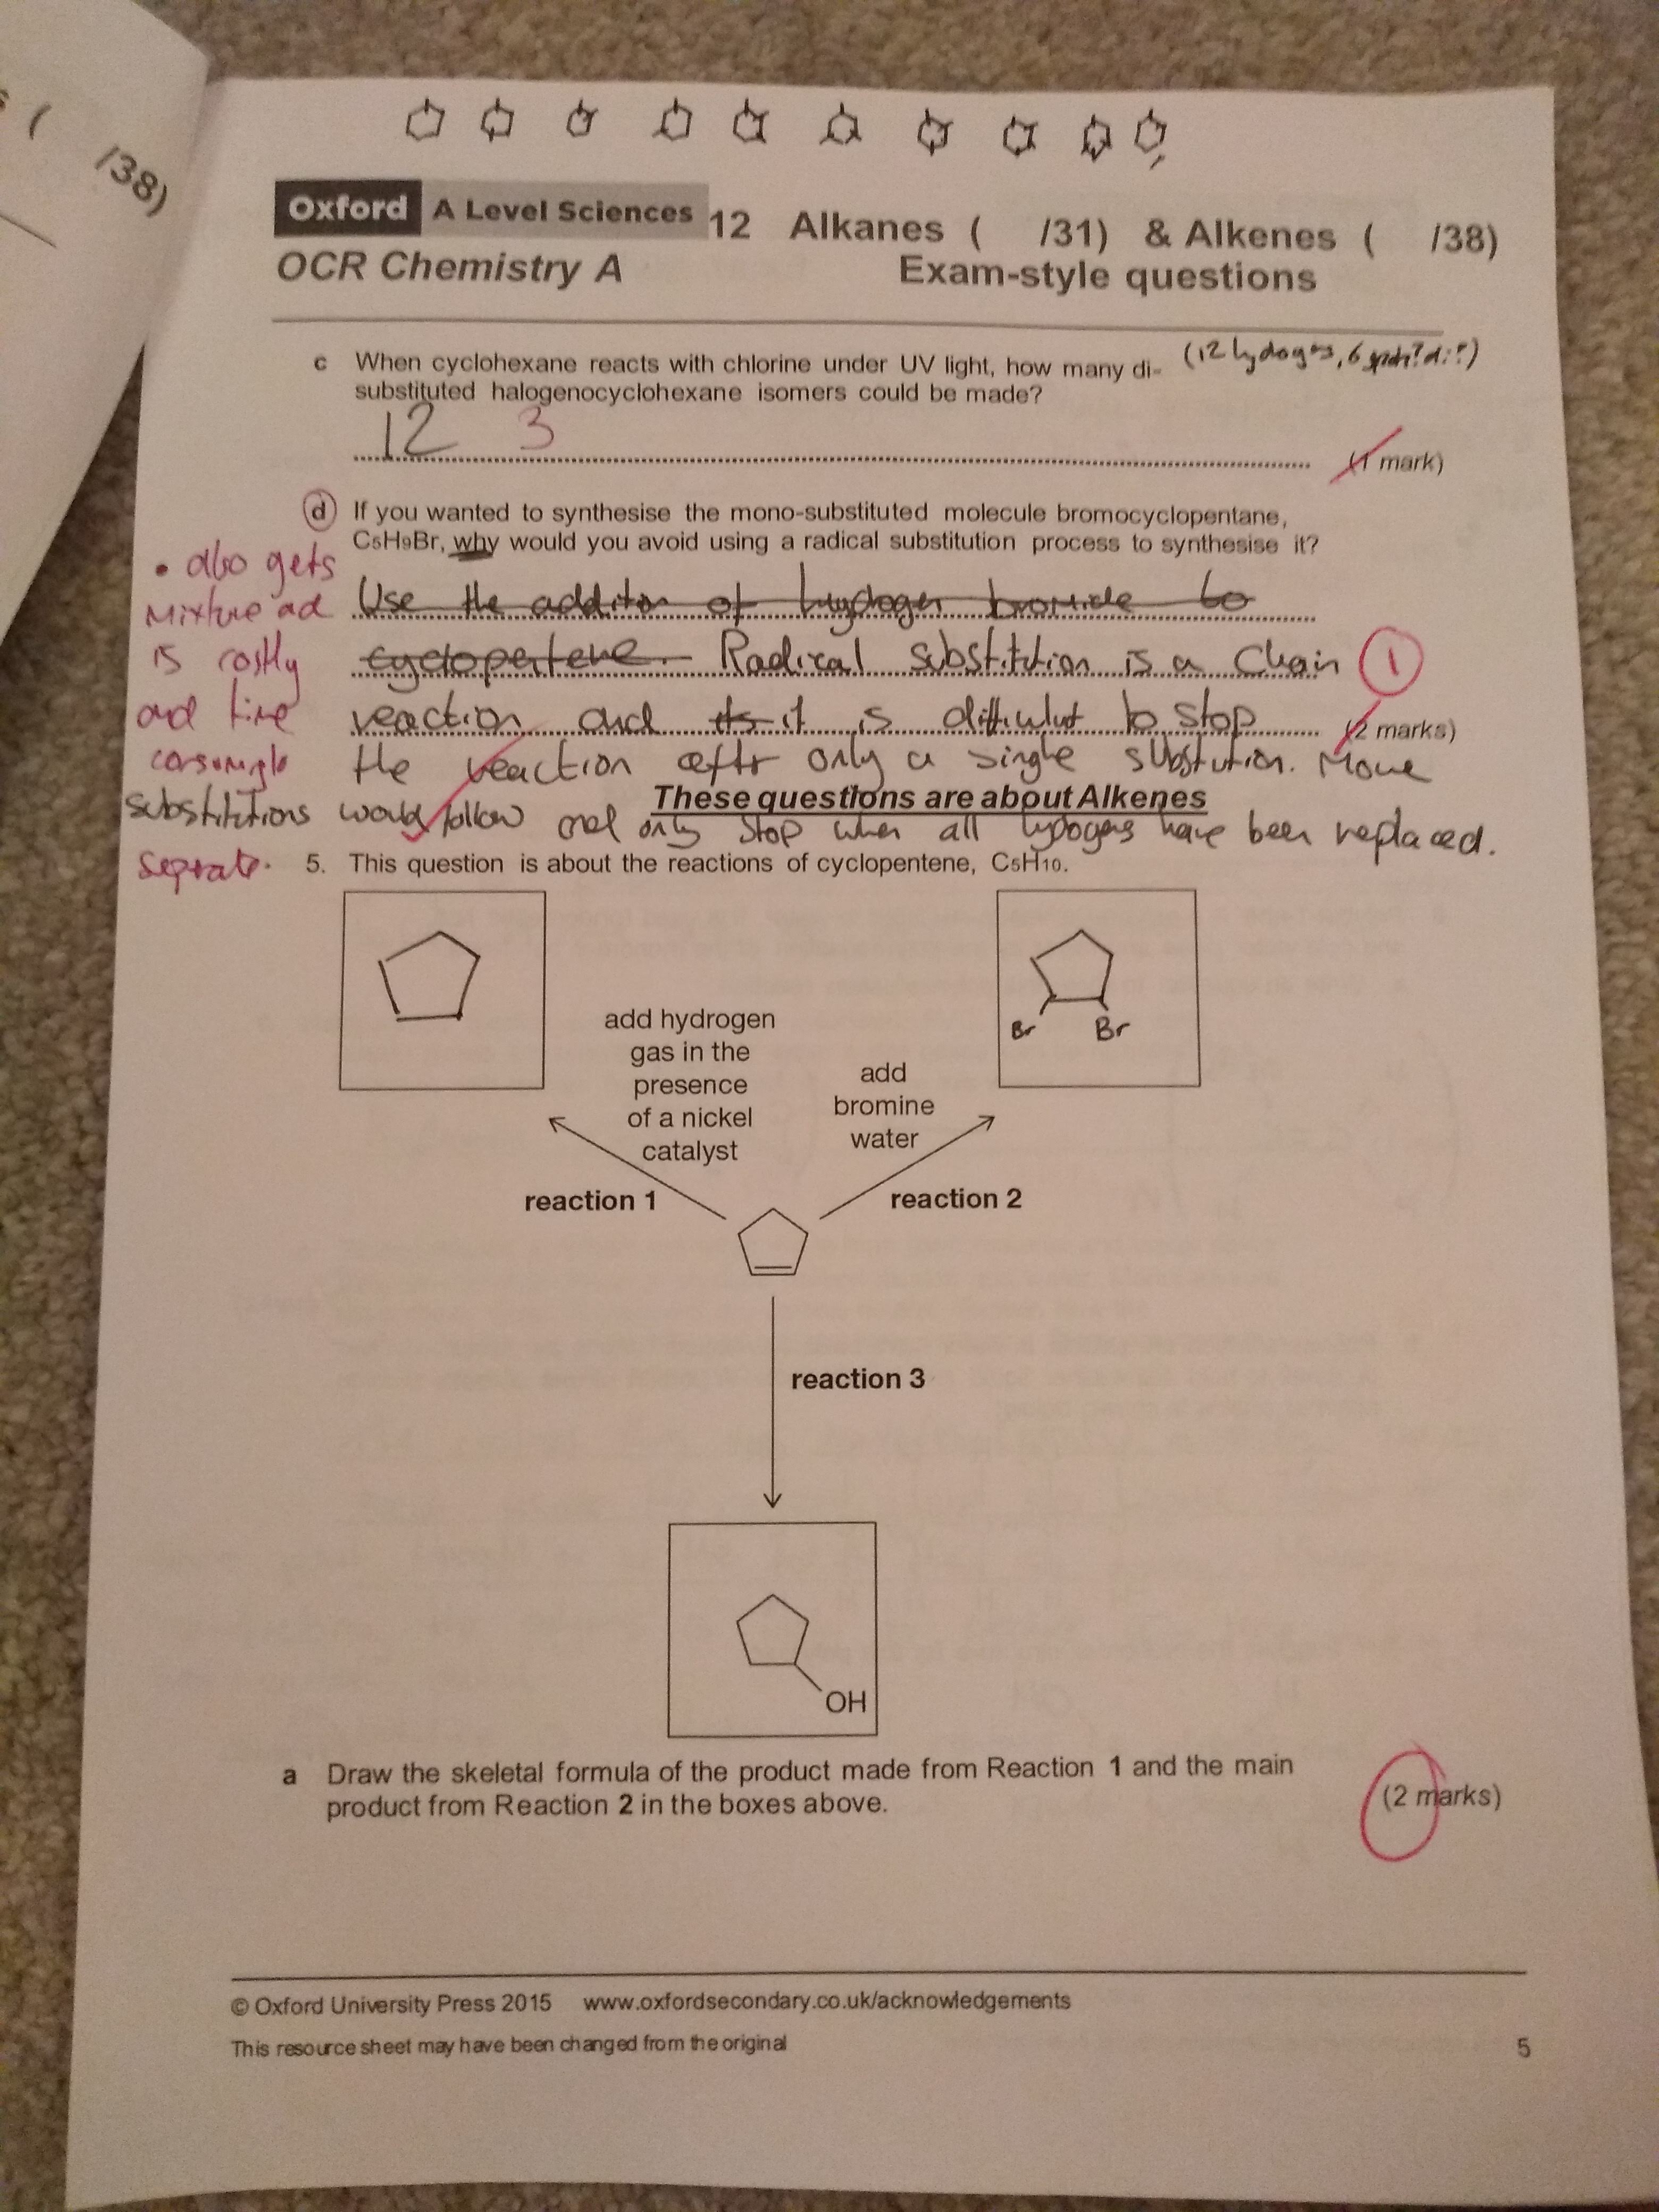 s (
/38)
Oxford A Level Sciences
OCR Chemistry A
12 Alkanes ( /31) & Alkenes ( /38)
Exam-style questions
c When cyclohexane reacts with chlorine under UV light, how many di-
substituted halogenocyclohexane isomers could be made?
(12 hydogens, 6
12 3
(1 mark)
d If you wanted to synthesise the mono-substituted molecule bromocyclopentane,
C5H9Br, why would you avoid using a radical substitution process to synthesise it?
• also gets
mixture and
is costly
and time
seprate.
Use the addition of hydrogen bromide to
cyclopentene. Radical substitution is a chain
1
reaction and its it is difficult to stop
(2 marks)
the reaction after only a single substution. More
substitutions would follow and only stop when all hydogens have been replaced.
These questions are about Alkenes
5. This question is about the reactions of cyclopentene, C5H10.
Br Br
add hydrogen
gas in the
presence
of a nickel
catalyst
add
bromine
water
reaction 1
reaction 2
reaction 3
OH
a Draw the skeletal formula of the product made from Reaction 1 and the main
product from Reaction 2 in the boxes above.
(2 marks)
© Oxford University Press 2015 www.oxfordsecondary.co.uk/acknowledgements
This resource sheet may have been changed from the original
5